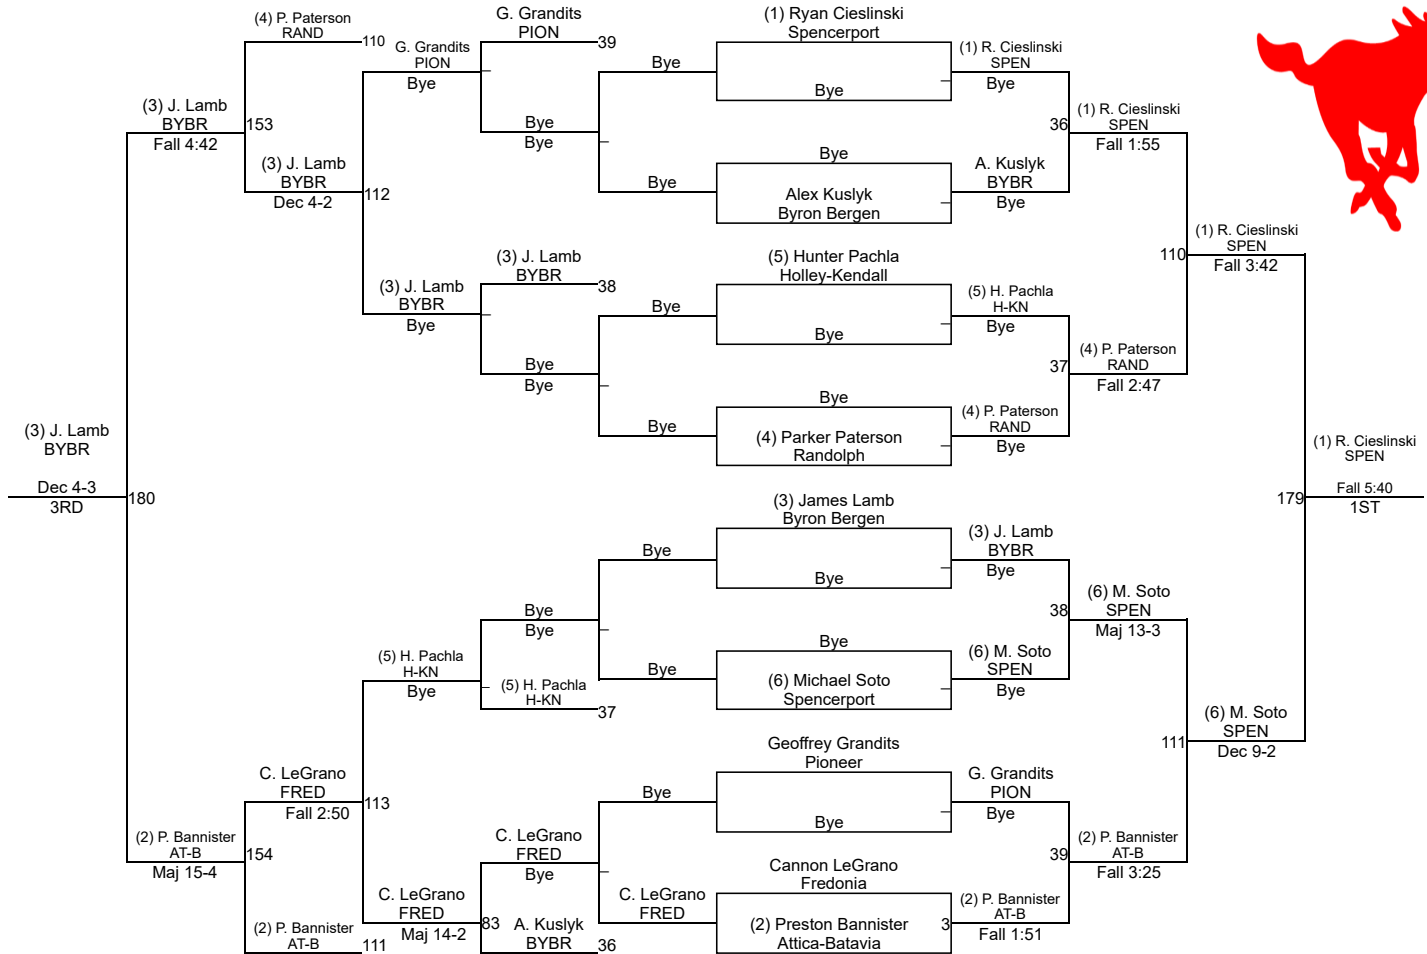 (4) P. Paterson
RAND
110
G. Grandits
PION
Bye
G. Grandits
PION
39
Bye
Bye
(3) J. Lamb
BYBR
Fall 4:42
153
(3) J. Lamb
BYBR
Dec 4-2
112
(3) J. Lamb
BYBR
Bye
(3) J. Lamb
BYBR
38
Bye
Bye
(3) J. Lamb
BYBR
Dec 4-3
3RD
180
(5) H. Pachla
H-KN
Bye
Bye
Bye
(5) H. Pachla
H-KN
37
C. LeGrano
FRED
Fall 2:50
113
(2) P. Bannister
AT-B
Maj 15-4
154
(2) P. Bannister
AT-B
111
C. LeGrano
FRED
Maj 14-2
83
C. LeGrano
FRED
Bye
A. Kuslyk
BYBR
36
Bye
Bye
Bye
Bye
Bye
Bye
Bye
C. LeGrano
FRED
(1) Ryan Cieslinski
Spencerport
Bye
Bye
Alex Kuslyk
Byron Bergen
(5) Hunter Pachla
Holley-Kendall
Bye
Bye
(4) Parker Paterson
Randolph
(3) James Lamb
Byron Bergen
Bye
Bye
(6) Michael Soto
Spencerport
Geoffrey Grandits
Pioneer
Bye
Cannon LeGrano
Fredonia
(2) Preston Bannister
Attica-Batavia
3
(1) R. Cieslinski
SPEN
Bye
36
A. Kuslyk
BYBR
Bye
(5) H. Pachla
H-KN
Bye
37
(4) P. Paterson
RAND
Bye
(3) J. Lamb
BYBR
Bye
38
(6) M. Soto
SPEN
Bye
G. Grandits
PION
Bye
39
(2) P. Bannister
AT-B
Fall 1:51
(1) R. Cieslinski
SPEN
Fall 1:55
110
(4) P. Paterson
RAND
Fall 2:47
(6) M. Soto
SPEN
Maj 13-3
111
(2) P. Bannister
AT-B
Fall 3:25
(1) R. Cieslinski
SPEN
Fall 3:42
179
(6) M. Soto
SPEN
Dec 9-2
(1) R. Cieslinski
SPEN
Fall 5:40
1ST